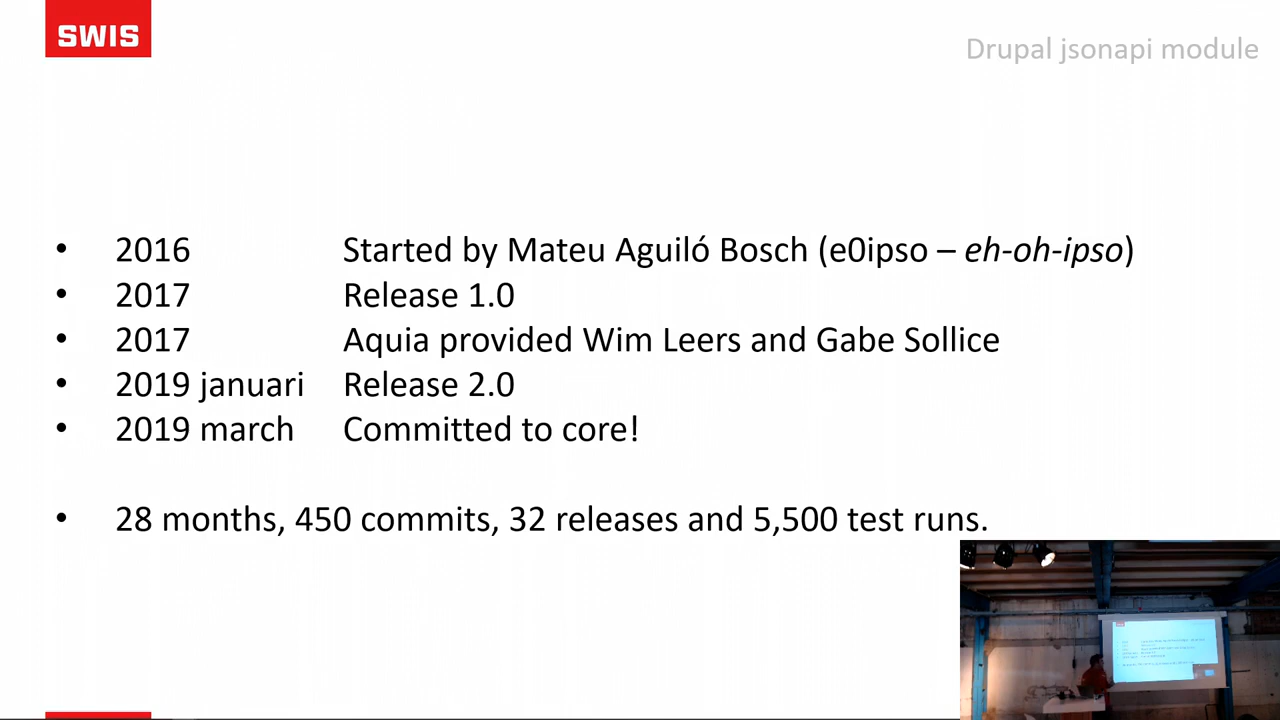 SWIS
Drupal jsonapi module
• 2016 Started by Mateu Aguiló Bosch (e0ipso – eh-oh-ipso)
• 2017 Release 1.0
• 2017 Aquia provided Wim Leers and Gabe Sollice
• 2019 januari Release 2.0
• 2019 march Committed to core!
• 28 months, 450 commits, 32 releases and 5,500 test runs.